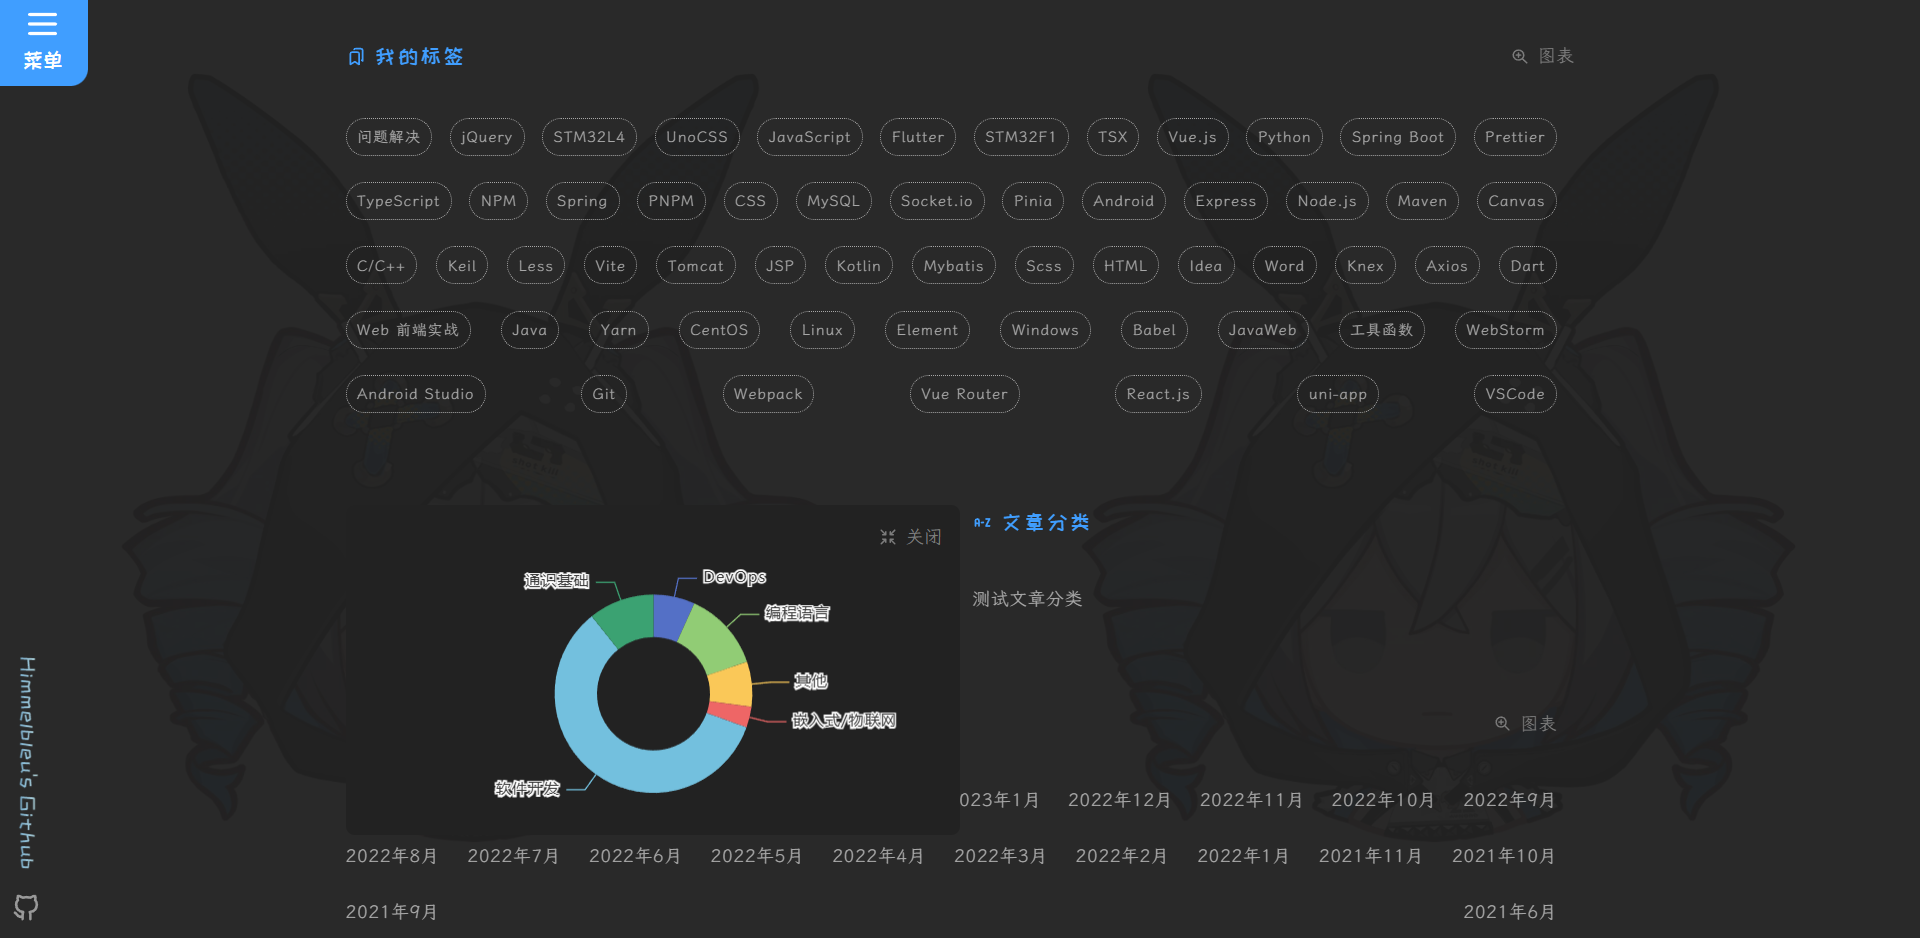 菜单
我的标签
图表
问题解决 jQuery STM32L4 UnoCSS JavaScript Flutter STM32F1 TSX Vue.js Python Spring Boot Prettier
TypeScript NPM Spring PNPM CSS MySQL Socket.io Pinia Android Express Node.js Maven Canvas
C/C++ Keil Less Vite Tomcat JSP Kotlin Mybatis Scss HTML Idea Word Knex Axios Dart
Web 前端实战 Java Yarn CentOS Linux Element Windows Babel JavaWeb 工具函数 WebStorm
Android Studio Git Webpack Vue Router React.js uni-app VSCode
关闭
通识基础
DevOps
编程语言
其他
嵌入式/物联网
软件开发
A-Z 文章分类
测试文章分类
图表
023年1月 2022年12月 2022年11月 2022年10月 2022年9月
2022年8月 2022年7月 2022年6月 2022年5月 2022年4月 2022年3月 2022年2月 2022年1月 2021年11月 2021年10月
2021年9月 2021年6月
Himmelbleu's Github